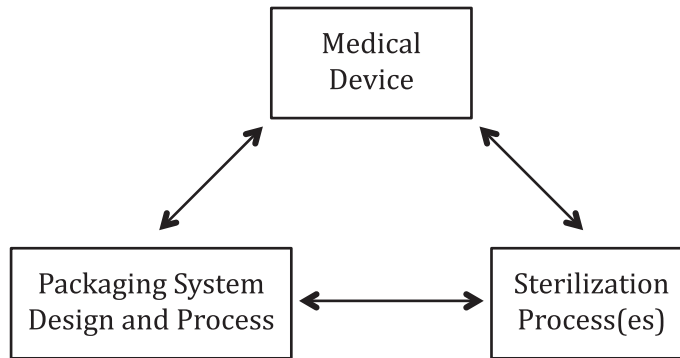 Medical
Device
Packaging System
Design and Process
Sterilization
Process(es)